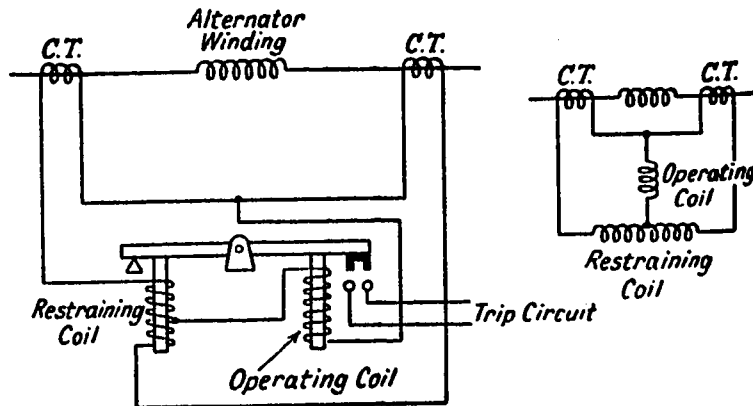 Alternator
Winding
C.T.
C.T.
Restraining
Coil
Operating Coil
Trip Circuit
C.T.
C.T.
Operating
Coil
Restraining
Coil